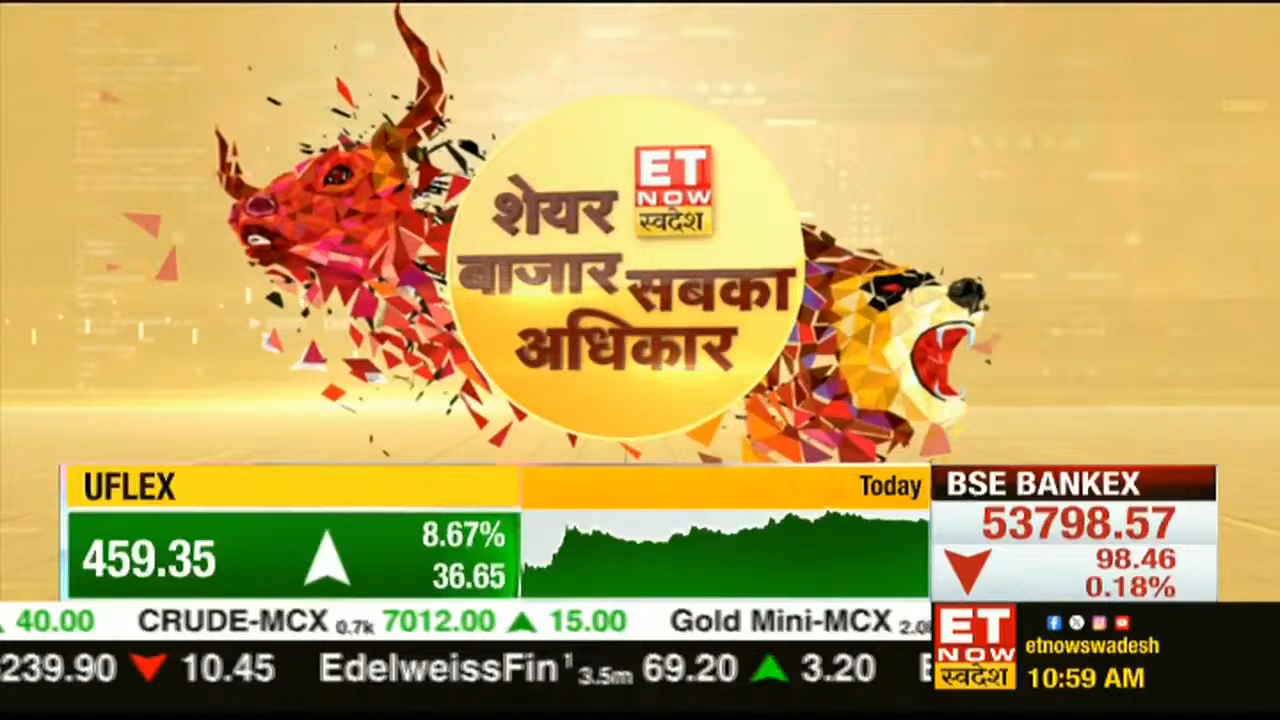 ET
NOW
स्वदेश
शेयर
बाजार सबका
अधिकार
UFLEX
Today
459.35
8.67%
36.65
BSE BANKEX
53798.57
98.46
0.18%
40.00 CRUDE-MCX 0.7k 7012.00 15.00 Gold Mini-MCX
239.90 10.45 EdelweissFin¹ 3.5m 69.20 3.20
ET
NOW
स्वदेश
etnowswadesh
10:59 AM